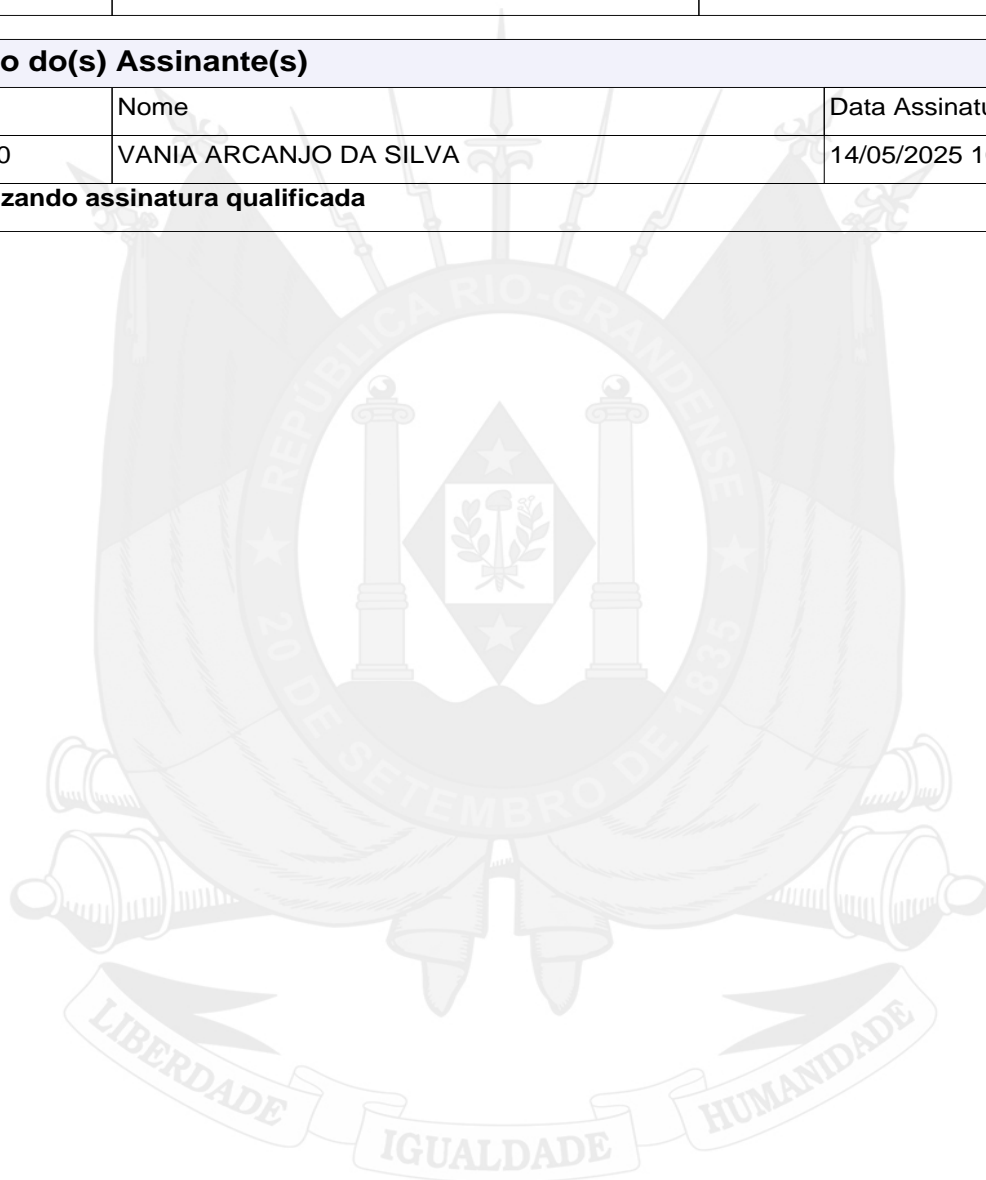 o do(s) Assinante(s)
Nome
Data Assinatu
0
VANIA ARCANJO DA SILVA
14/05/2025 1
zando assinatura qualificada
REPÚBLICA RIO-GRANDENSE
★ 20 DE SETEMBRO DE 1835 ★
LIBERDADE
IGUALDADE
HUMANIDADE